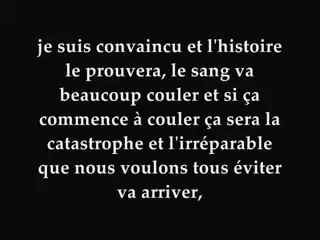 je suis convaincu et l'histoire
le prouvera, le sang va
beaucoup couler et si ça
commence à couler ça sera la
catastrophe et l'irréparable
que nous voulons tous éviter
va arriver,